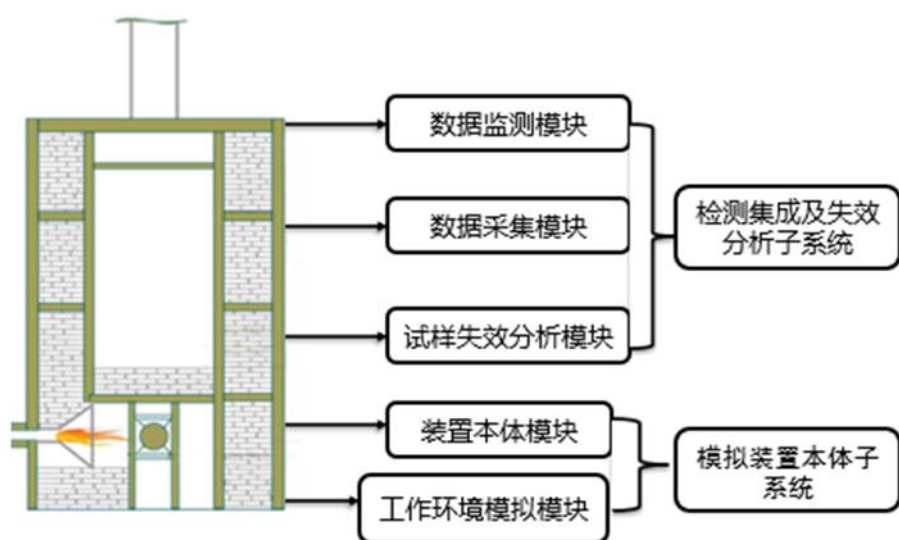 数据监测模块
数据采集模块
检测集成及失效
分析子系统
试样失效分析模块
装置本体模块
模拟装置本体子
系统
工作环境模拟模块